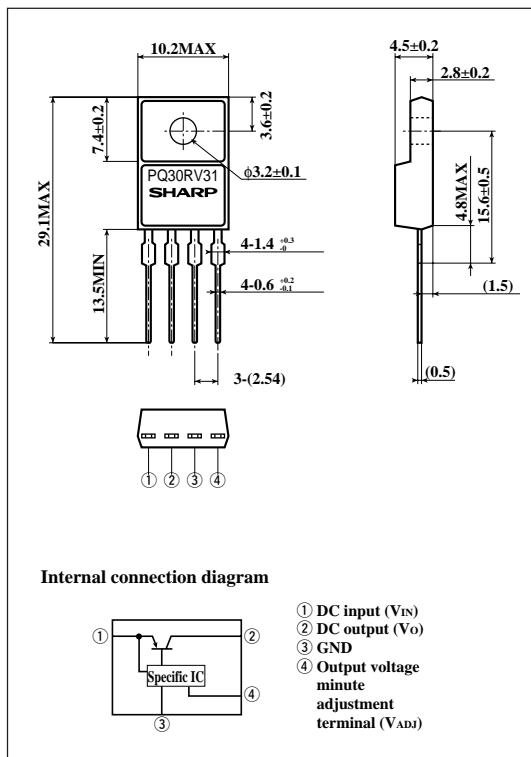 10.2MAX
4.5±0.2
2.8±0.2
7.4±0.2
3.6±0.2
29.1MAX
PQ30RV31
SHARP
ϕ3.2±0.1
4.8MAX
15.6±0.5
13.5MIN
4-1.4 +0.3 -0
4-0.6 +0.2 -0.1
(1.5)
3-(2.54)
(0.5)
① ② ③ ④
Internal connection diagram
① ②
Specific IC
④
③
① DC input (VIN)
② DC output (VO)
③ GND
④ Output voltage
minute
adjustment
terminal (VADJ)